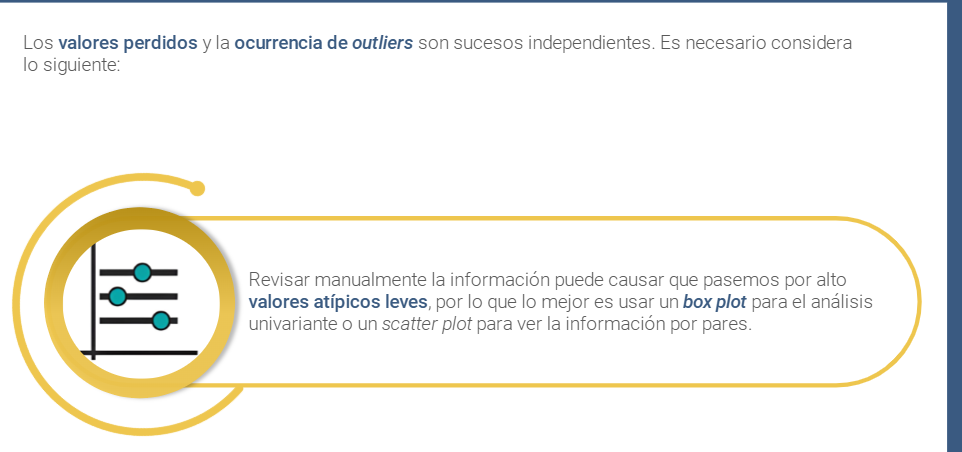 Los valores perdidos y la ocurrencia de outliers son sucesos independientes. Es necesario considera
lo siguiente:
Revisar manualmente la información puede causar que pasemos por alto
valores atípicos leves, por lo que lo mejor es usar un box plot para el análisis
univariante o un scatter plot para ver la información por pares.